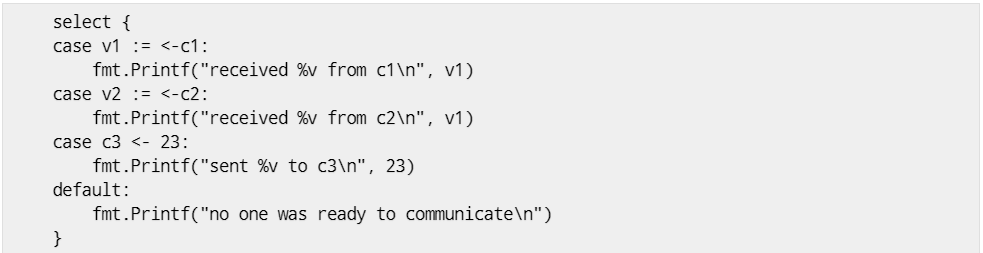 select {
case v1 := <-c1:
    fmt.Printf("received %v from c1\n", v1)
case v2 := <-c2:
    fmt.Printf("received %v from c2\n", v1)
case c3 <- 23:
    fmt.Printf("sent %v to c3\n", 23)
default:
    fmt.Printf("no one was ready to communicate\n")
}